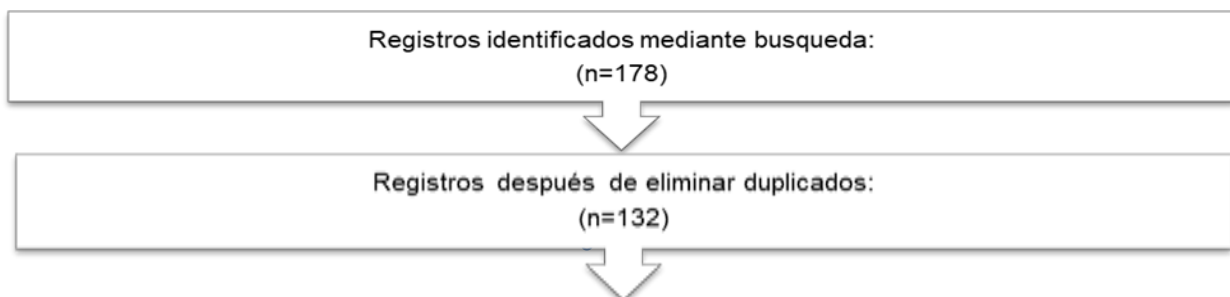 Registros identificados mediante busqueda:
(n=178)
Registros después de eliminar duplicados:
(n=132)